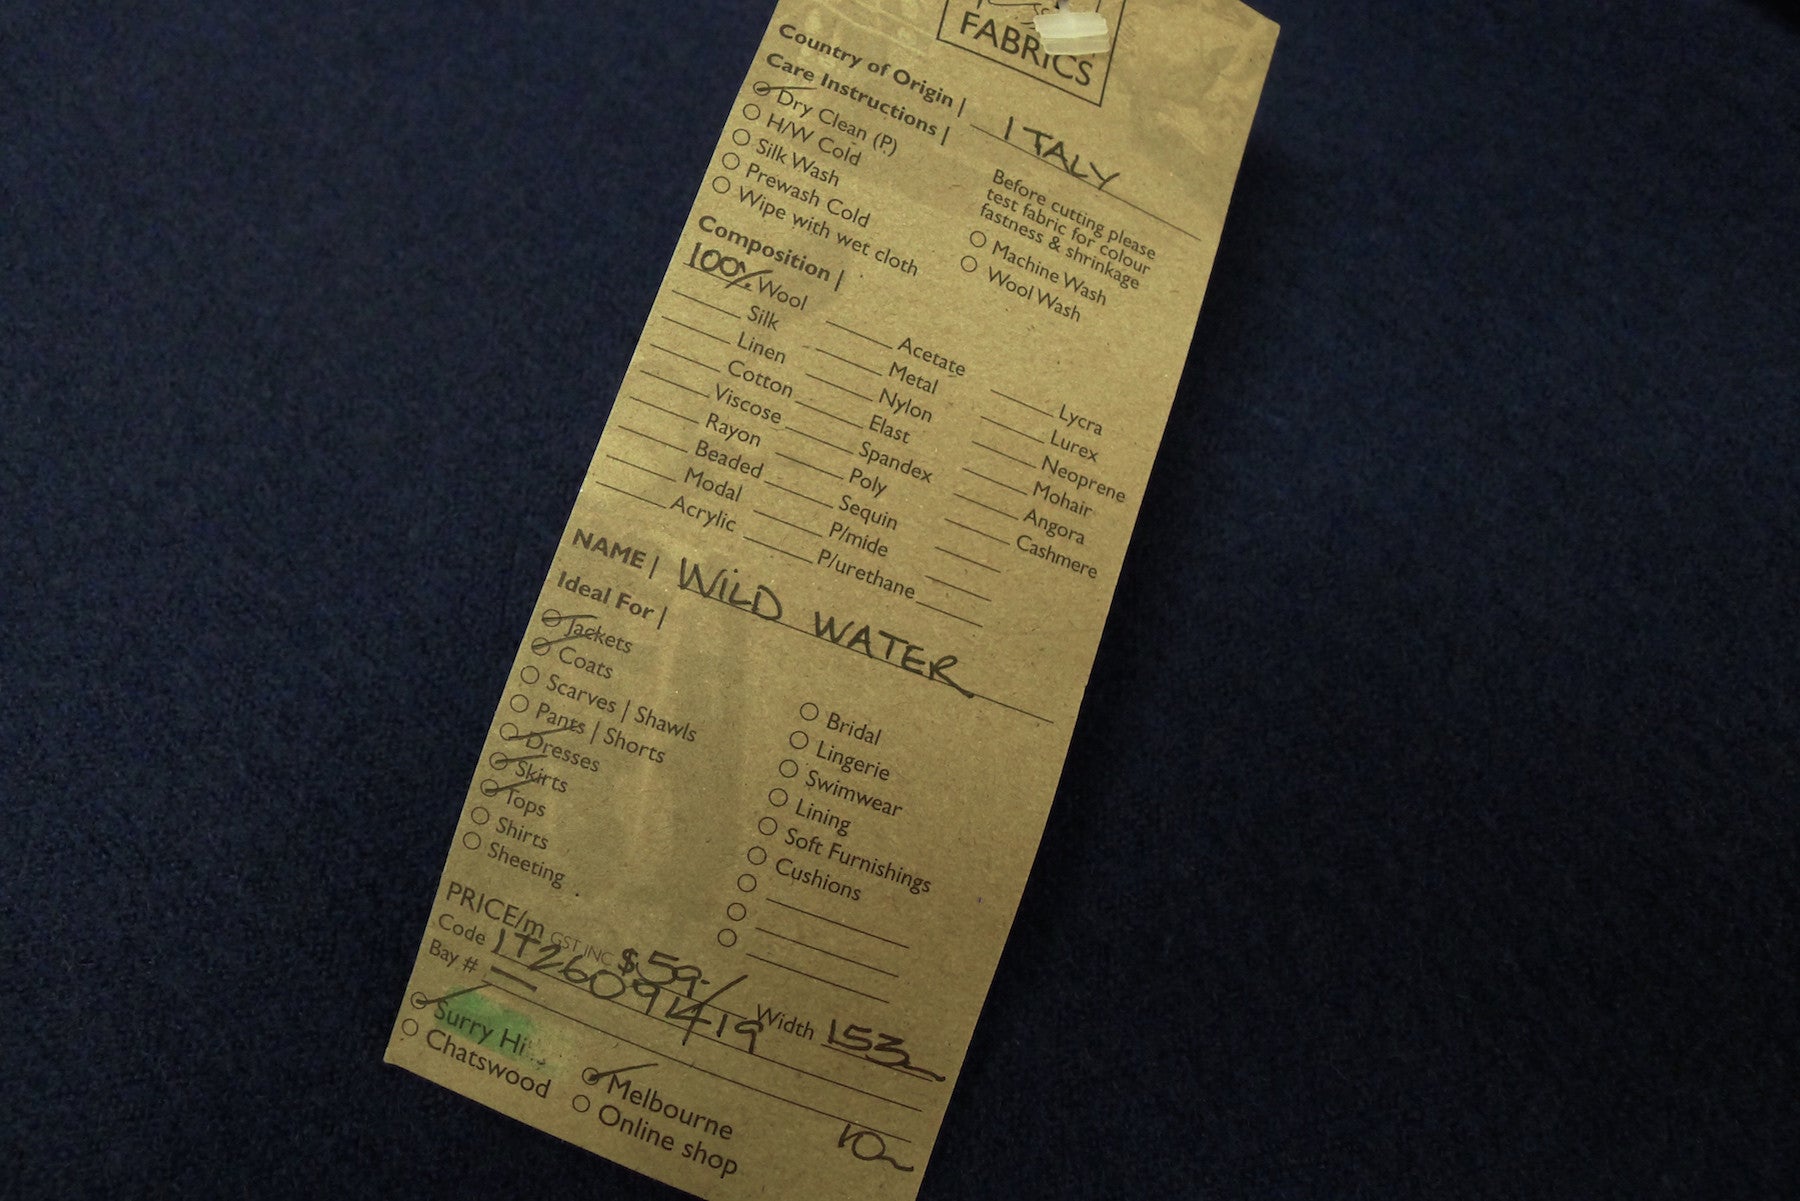 FABRICS
Country of Origin | ITALY
Care Instructions |
Dry Clean (P)
H/W Cold
Silk Wash
Prewash Cold
Wipe with wet cloth
Before cutting please
test fabric for colour
fastness & shrinkage
Machine Wash
Wool Wash
Composition |
100% Wool
Silk
Linen
Cotton
Viscose
Rayon
Beaded
Modal
Acrylic
Acetate
Metal
Nylon
Elast
Spandex
Poly
Sequin
P/mide
P/urethane
Lycra
Lurex
Neoprene
Mohair
Angora
Cashmere
NAME | WILD WATER
Ideal For |
Jackets
Coats
Scarves | Shawls
Pants | Shorts
Dresses
Skirts
Tops
Shirts
Sheeting
Bridal
Lingerie
Swimwear
Lining
Soft Furnishings
Cushions
PRICE/m GST INC $59.- Width 153
Code IT26091419
Bay #
Surry
Chatswood
Melbourne
Online shop
10